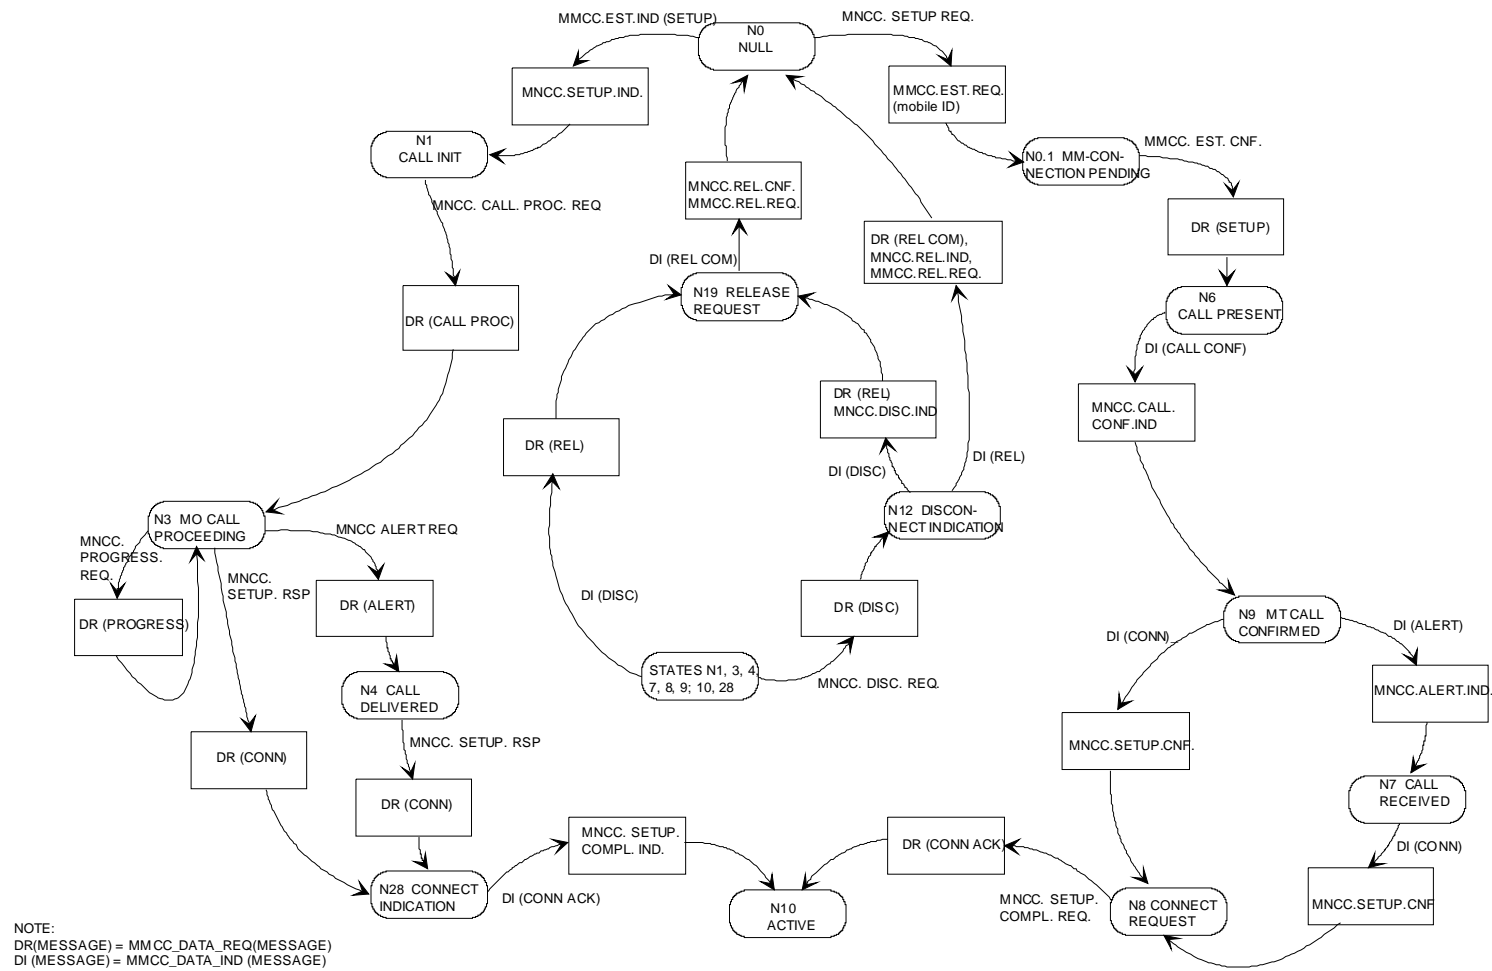 MMCC.EST.IND (SETUP)
N0
NULL
MNCC. SETUP REQ.
MNCC.SETUP.IND.
MMCC.EST.REQ.
(mobile ID)
N1
CALL INIT
N0.1 MM-CON-
NECTION PENDING
MMCC. EST. CNF.
MNCC. CALL. PROC. REQ
MNCC.REL.CNF.
MMCC.REL.REQ.
DR (SETUP)
DR (REL COM),
MNCC.REL.IND,
MMCC.REL.REQ.
DI (REL COM)
N19 RELEASE
REQUEST
N6
CALL PRESENT
DR (CALL PROC)
DI (CALL CONF)
DR (REL)
MNCC.DISC.IND
MNCC.CALL.
CONF.IND
DR (REL)
DI (DISC)
DI (REL)
N3 MO CALL
PROCEEDING
N12 DISCON-
NECT INDICATION
MNCC ALERT REQ
MNCC.
PROGRESS.
REQ.
MNCC.
SETUP. RSP
DI (DISC)
DR (ALERT)
DR (DISC)
DR (PROGRESS)
N9 MT CALL
CONFIRMED
DI (CONN)
DI (ALERT)
STATES N1, 3, 4
7, 8, 9; 10, 28
MNCC. DISC. REQ.
N4 CALL
DELIVERED
MNCC.ALERT.IND.
MNCC. SETUP. RSP
DR (CONN)
MNCC.SETUP.CNF.
N7 CALL
RECEIVED
DR (CONN)
MNCC. SETUP.
COMPL. IND.
DR (CONN ACK)
DI (CONN)
N28 CONNECT
INDICATION
DI (CONN ACK)
N10
ACTIVE
MNCC. SETUP.
COMPL. REQ.
N8 CONNECT
REQUEST
MNCC.SETUP.CNF
NOTE:
DR(MESSAGE) = MMCC_DATA_REQ(MESSAGE)
DI (MESSAGE) = MMCC_DATA_IND (MESSAGE)